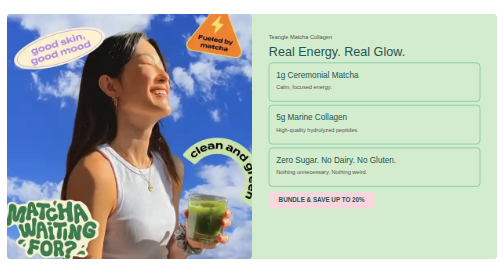 good skin,
good mood
Fueled by
matcha
clean and green
MATCHA
WAITING
FOR?
Teangle Matcha Collagen
Real Energy. Real Glow.
1g Ceremonial Matcha
Calm, focused energy.
5g Marine Collagen
High-quality hydrolyzed peptides.
Zero Sugar. No Dairy. No Gluten.
Nothing unnecessary. Nothing weird.
BUNDLE & SAVE UP TO 20%